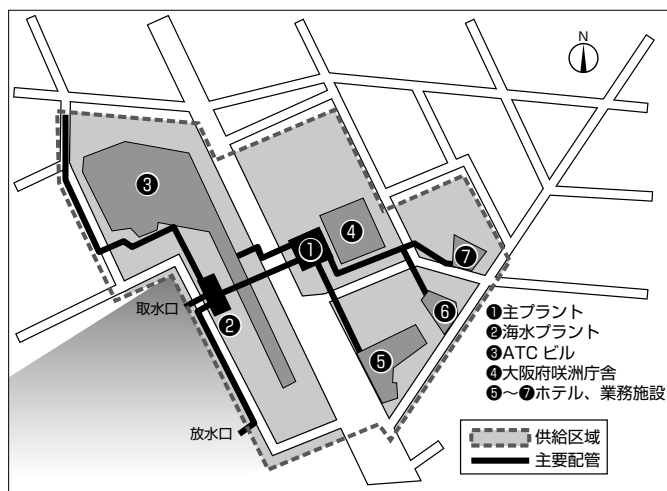 N
❸
❶
❹
❼
取水口
❷
❻
❺
放水口
❶主プラント
❷海水プラント
❸ATC ビル
❹大阪府咲洲庁舎
❺〜❼ホテル、業務施設
供給区域
主要配管